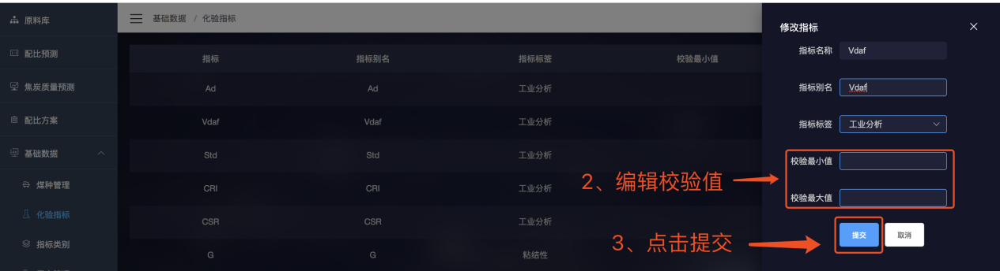 原料库
配比预测
焦炭质量预测
配比方案
基础数据
煤种管理
化验指标
指标类别
基础数据 / 化验指标
指标 指标别名 指标标签 校验最小值
Ad Ad 工业分析
Vdaf Vdaf 工业分析
Std Std 工业分析
CRI CRI 工业分析
CSR CSR 工业分析
G G 粘结性
修改指标
指标名称 Vdaf
指标别名 Vdaf
指标标签 工业分析
校验最小值
校验最大值
提交 取消
2、编辑校验值
3、点击提交